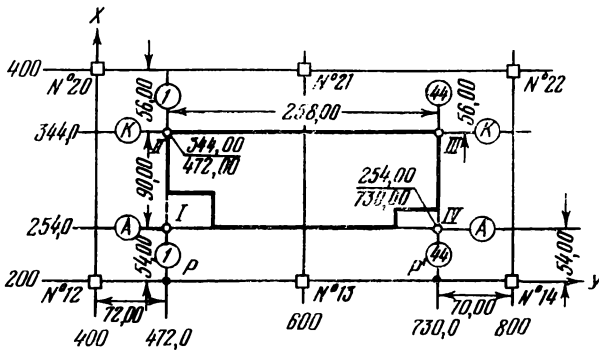 X
400
N°20
N°21
N°22
56,00
1
44
56,00
258,00
344,0
К
II
344,00
472,00
III
К
90,00
254,00
730,00
254,0
А
I
IV
А
54,00
1
P
P'
44
54,00
200
У
N°12
N°13
N°14
72,00
70,00
400
472,0
600
730,0
800